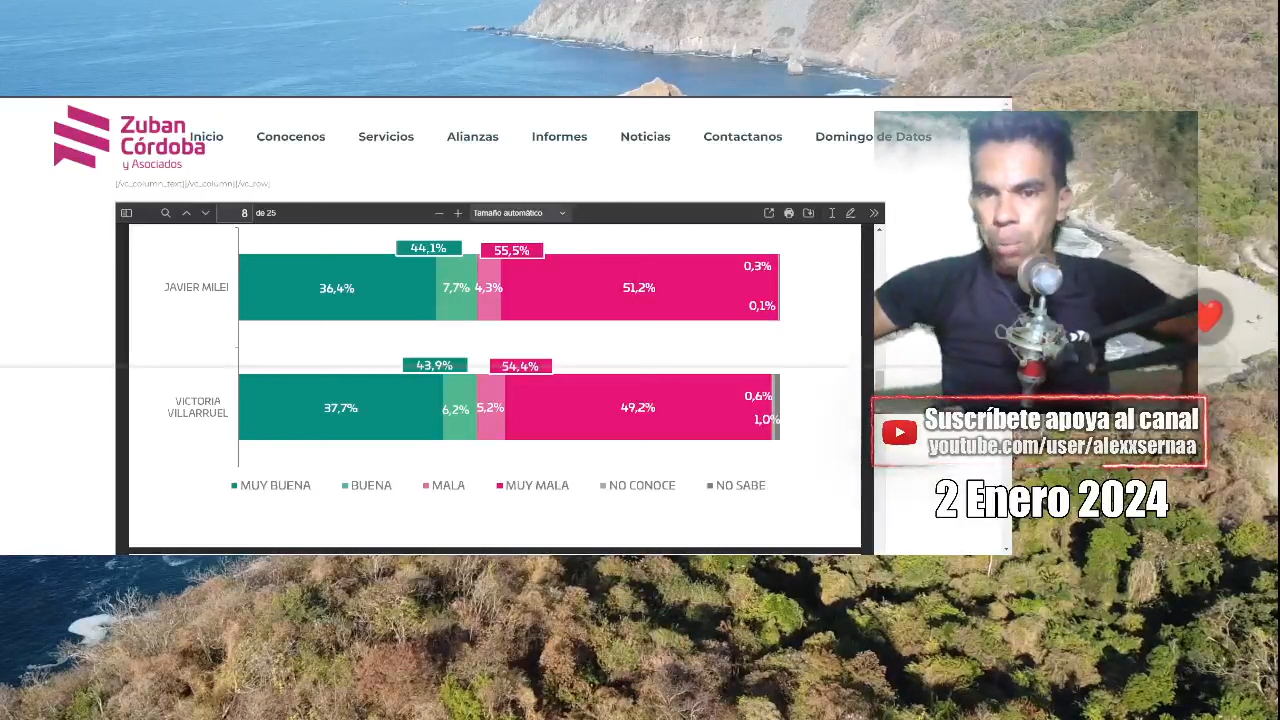 Zuban
Córdoba
y Asociados
Inicio
Conocenos
Servicios
Alianzas
Informes
Noticias
Contactanos
Domingo de Datos
[/vc_column_text][/vc_column][/vc_row]
8 de 25
Tamaño automático
44,1% 55,5%
JAVIER MILEI
36,4% 7,7% 4,3% 51,2% 0,3% 0,1%
43,9% 54,4%
VICTORIA
VILLARRUEL
37,7% 6,2% 5,2% 49,2% 0,6% 1,0%
MUY BUENA BUENA MALA MUY MALA NO CONOCE NO SABE
Suscríbete apoya al canal
youtube.com/user/alexxsernaa
2 Enero 2024